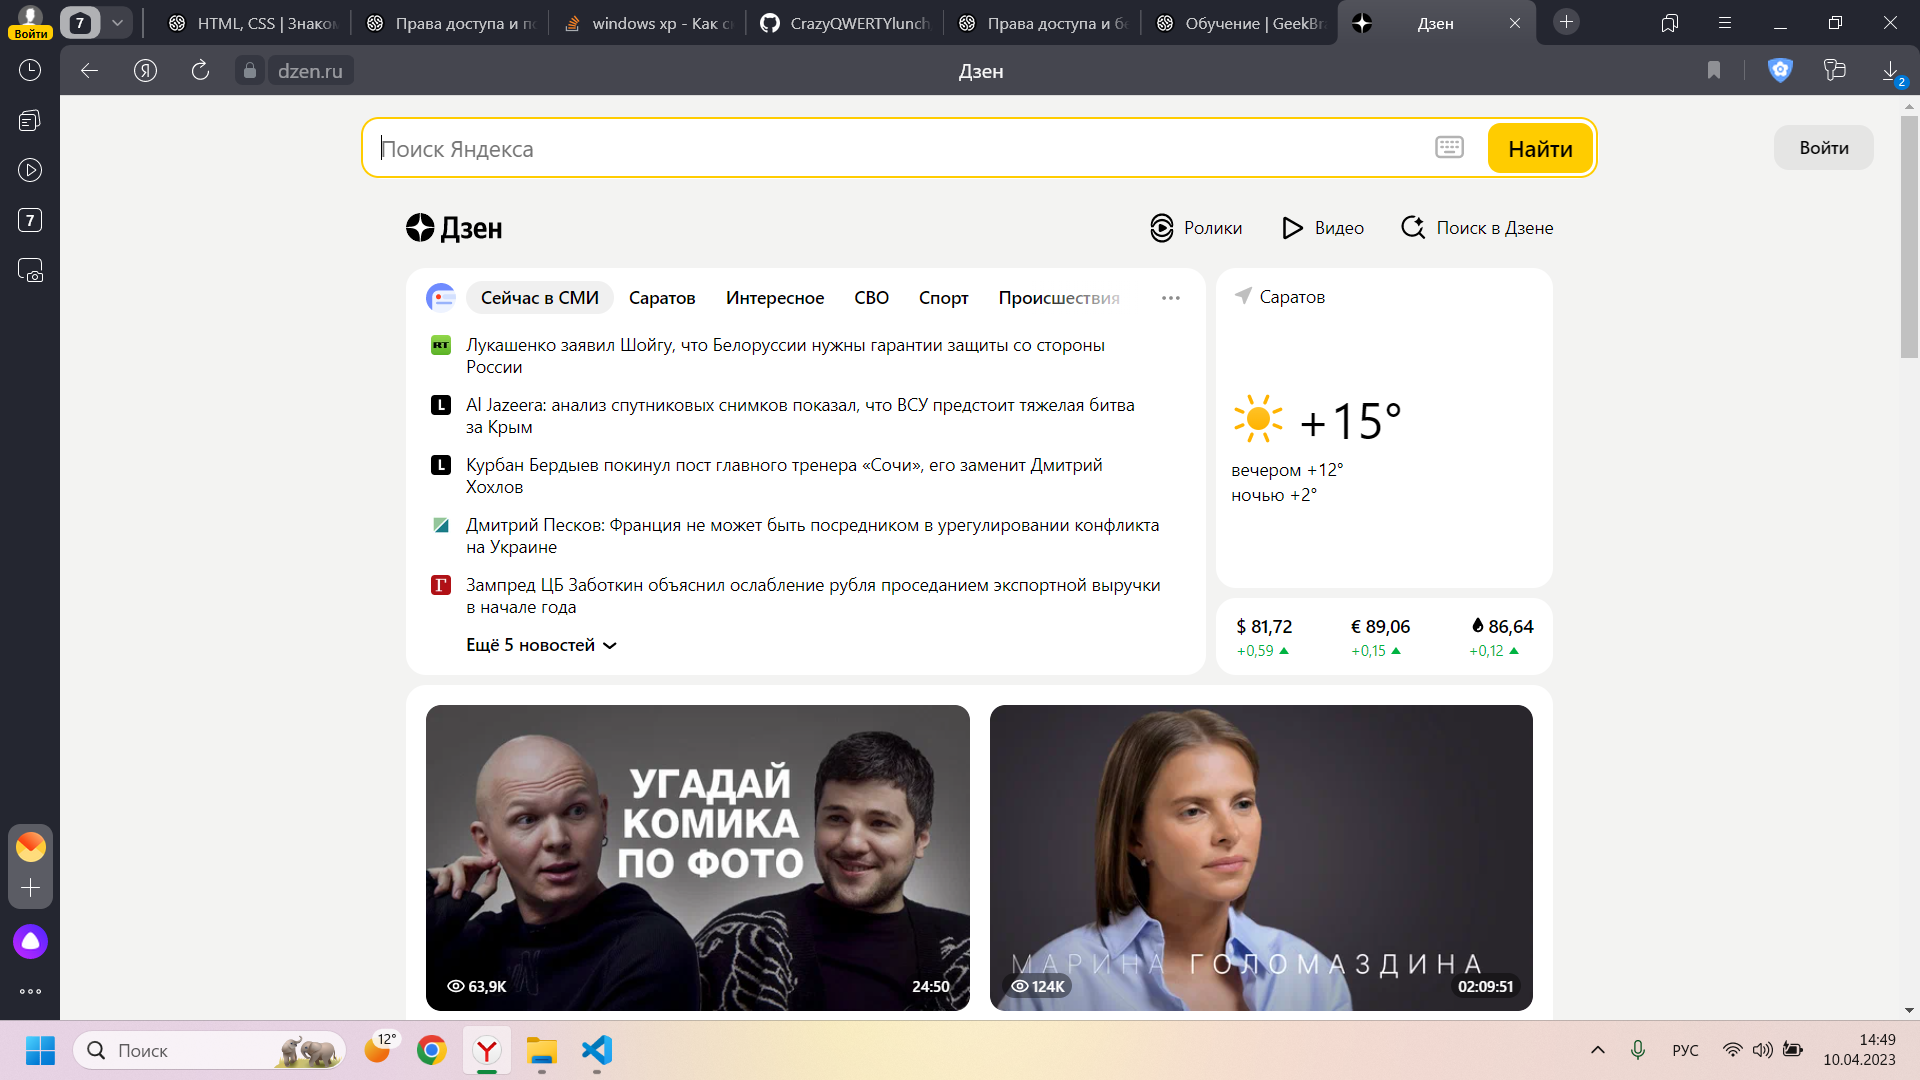 Войти
7
HTML, CSS | Знаком
Права доступа и по
windows xp - Как с
CrazyQWERTYlunch
Права доступа и бе
Обучение | GeekBra
Дзен
dzen.ru
Дзен
2
Поиск Яндекса
Найти
Войти
7
Дзен
Ролики
Видео
Поиск в Дзене
Сейчас в СМИ
Саратов
Интересное
СВО
Спорт
Происшествия
Саратов
RT
Лукашенко заявил Шойгу, что Белоруссии нужны гарантии защиты со стороны
России
L
Al Jazeera: анализ спутниковых снимков показал, что ВСУ предстоит тяжелая битва
за Крым
L
Курбан Бердыев покинул пост главного тренера «Сочи», его заменит Дмитрий
Хохлов
Дмитрий Песков: Франция не может быть посредником в урегулировании конфликта
на Украине
Г
Зампред ЦБ Заботкин объяснил ослабление рубля проседанием экспортной выручки
в начале года
Ещё 5 новостей
+15°
вечером +12°
ночью +2°
$ 81,72
€ 89,06
86,64
+0,59
+0,15
+0,12
УГАДАЙ
КОМИКА
ПО ФОТО
63,9K
24:50
МАРИНА ГОЛОМАЗДИНА
124K
02:09:51
Поиск
12°
РУС
14:49
10.04.2023